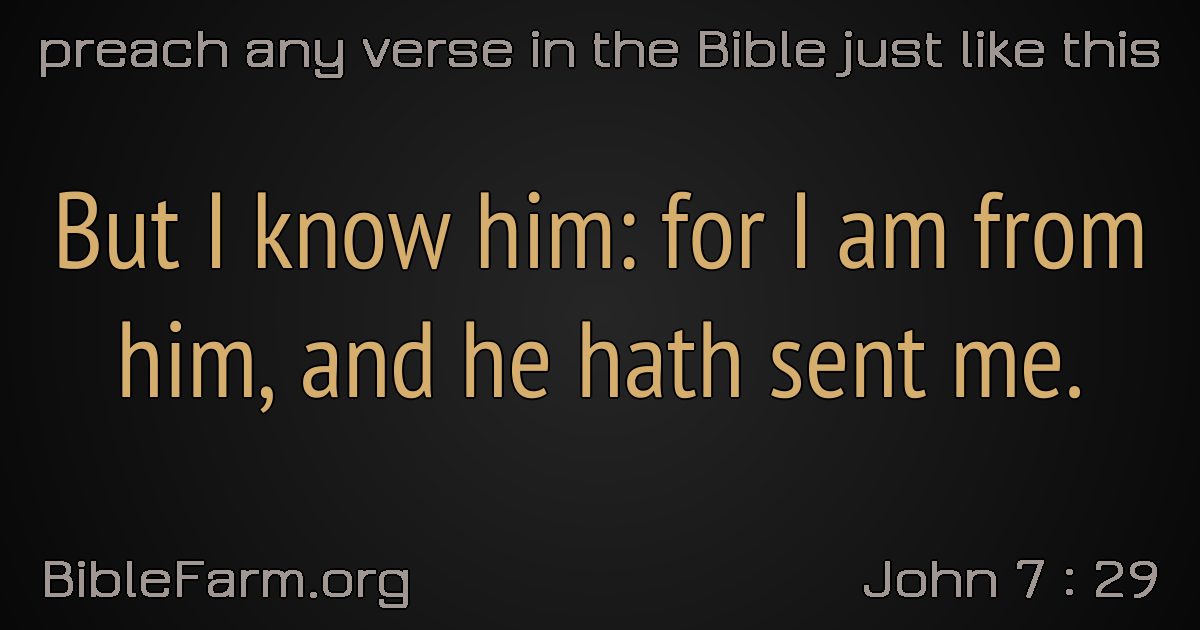 preach any verse in the Bible just like this
But I know him: for I am from
him, and he hath sent me.
BibleFarm.org
John 7 : 29